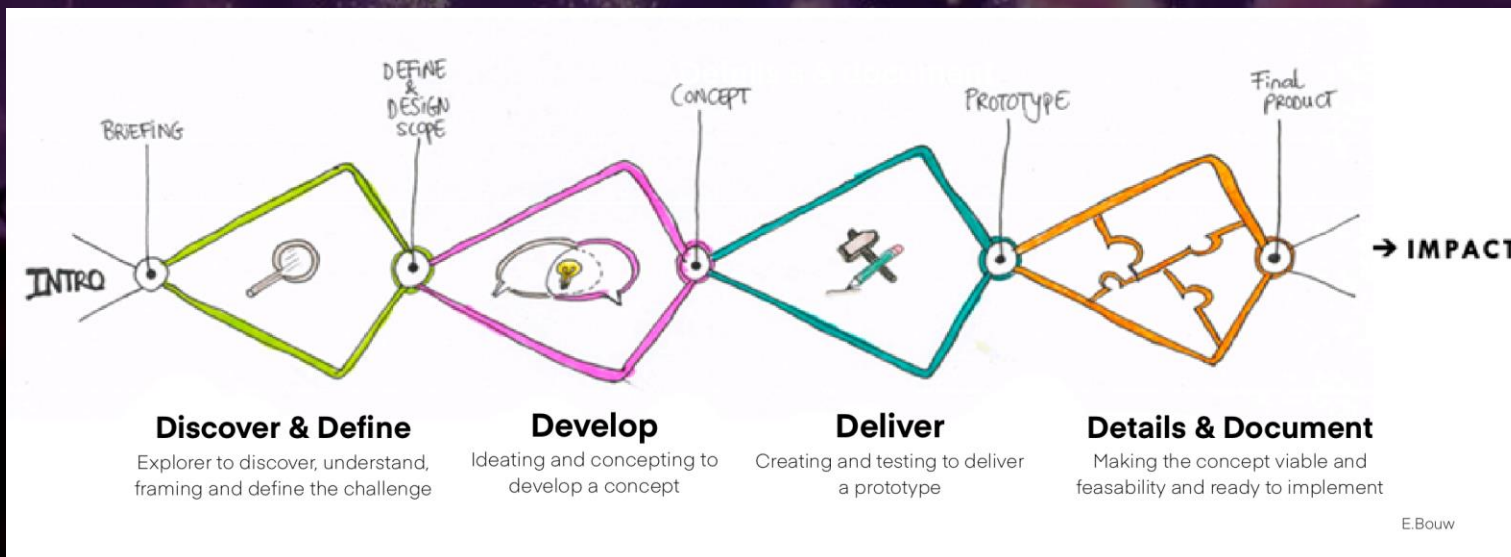 BRIEFING
DEFINE
&
DESIGN
SCOPE
CONCEPT
PROTOTYPE
Final
PRODUCT
INTRO
→ IMPACT
Discover & Define
Explorer to discover, understand,
framing and define the challenge
Develop
Ideating and concepting to
develop a concept
Deliver
Creating and testing to deliver
a prototype
Details & Document
Making the concept viable and
feasability and ready to implement
E.Bouw